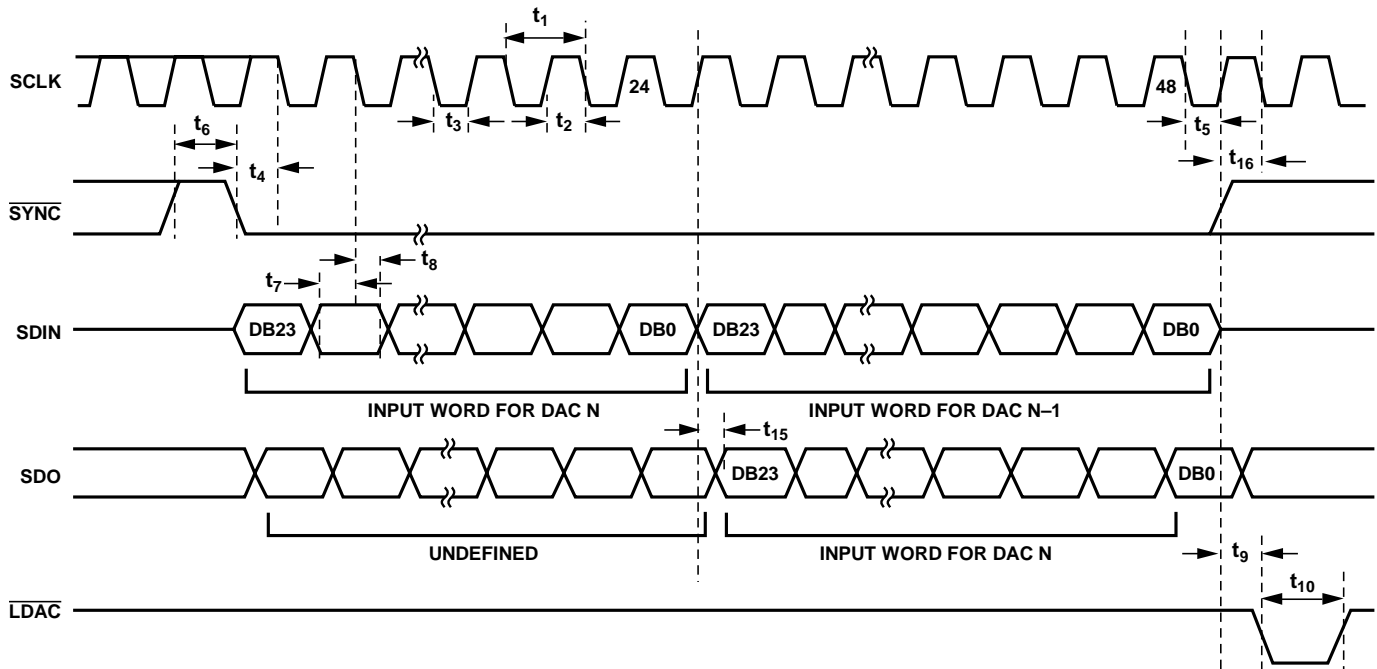 t1
SCLK
24
48
t3
t2
t5
t6
t4
t16
SYNC
t8
t7
SDIN
DB23
DB0
DB23
DB0
INPUT WORD FOR DAC N
INPUT WORD FOR DAC N–1
t15
SDO
DB23
DB0
UNDEFINED
INPUT WORD FOR DAC N
t9
t10
LDAC